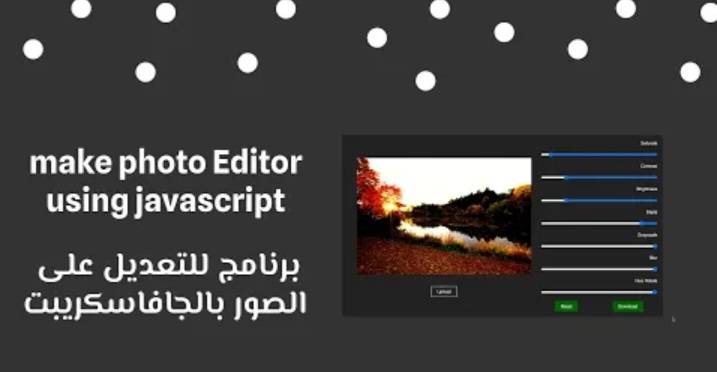 make photo Editor
using javascript
برنامج للتعديل على
الصور بالجافاسكريبت
Saturate
Contrast
Brightness
Sepia
Grayscale
Blur
Hue Rotate
Upload
Reset
Download